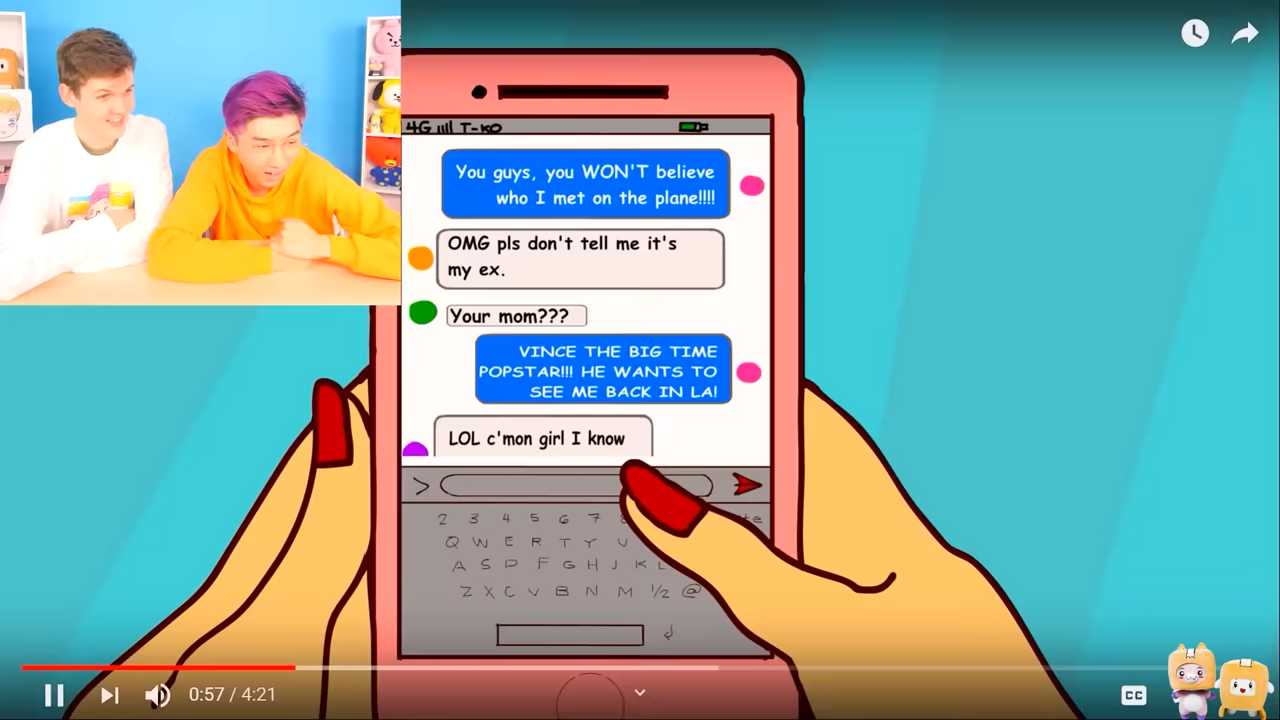 4G T-KO
You guys, you WON'T believe
who I met on the plane!!!!
OMG pls don't tell me it's
my ex.
Your mom???
VINCE THE BIG TIME
POPSTAR!!! HE WANTS TO
SEE ME BACK IN LA!
LOL c'mon girl I know
>
2 3 4 5 6 7
Q W E R T Y U
A S D F G H J K L
Z X C V B N M 1/2 @
0:57 / 4:21
CC